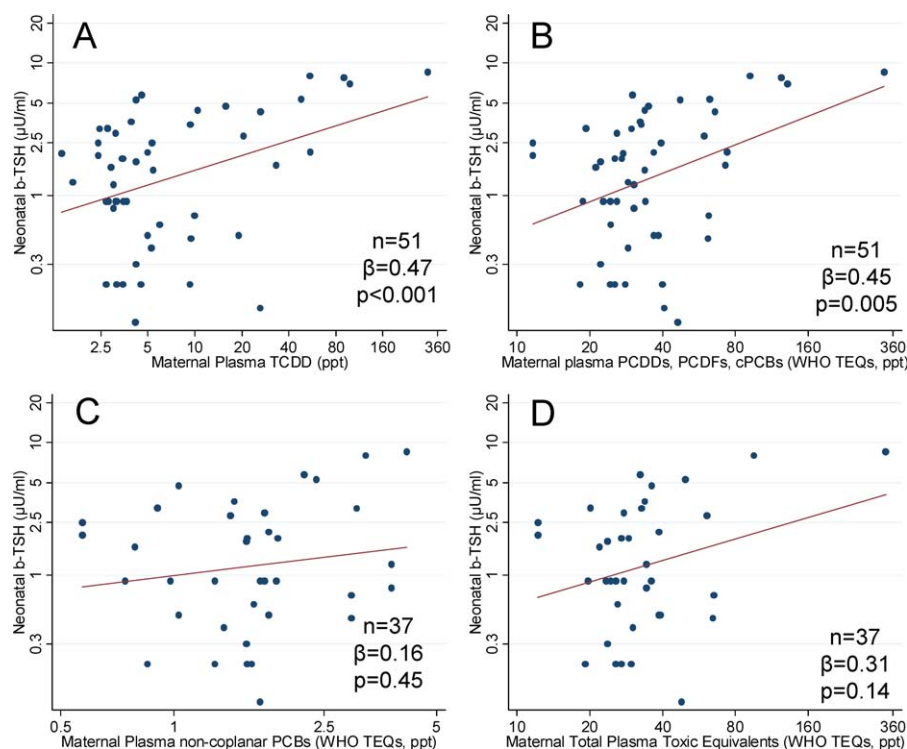 A
Neonatal b-TSH (µU/ml)
20
10
5
2.5
1
0.3
n=51
β=0.47
p<0.001
2.5 5 10 20 40 80 160 360
Maternal Plasma TCDD (ppt)
B
Neonatal b-TSH (µU/ml)
20
10
5
2.5
1
0.3
n=51
β=0.45
p=0.005
10 20 40 80 160 360
Maternal plasma PCDDs, PCDFs, cPCBs (WHO TEQs, ppt)
C
Neonatal b-TSH (µU/ml)
20
10
5
2.5
1
0.3
n=37
β=0.16
p=0.45
0.5 1 2.5 5
Maternal Plasma non-coplanar PCBs (WHO TEQs, ppt)
D
Neonatal b-TSH (µU/ml)
20
10
5
2.5
1
0.3
n=37
β=0.31
p=0.14
10 20 40 80 160 360
Maternal Total Plasma Toxic Equivalents (WHO TEQs, ppt)